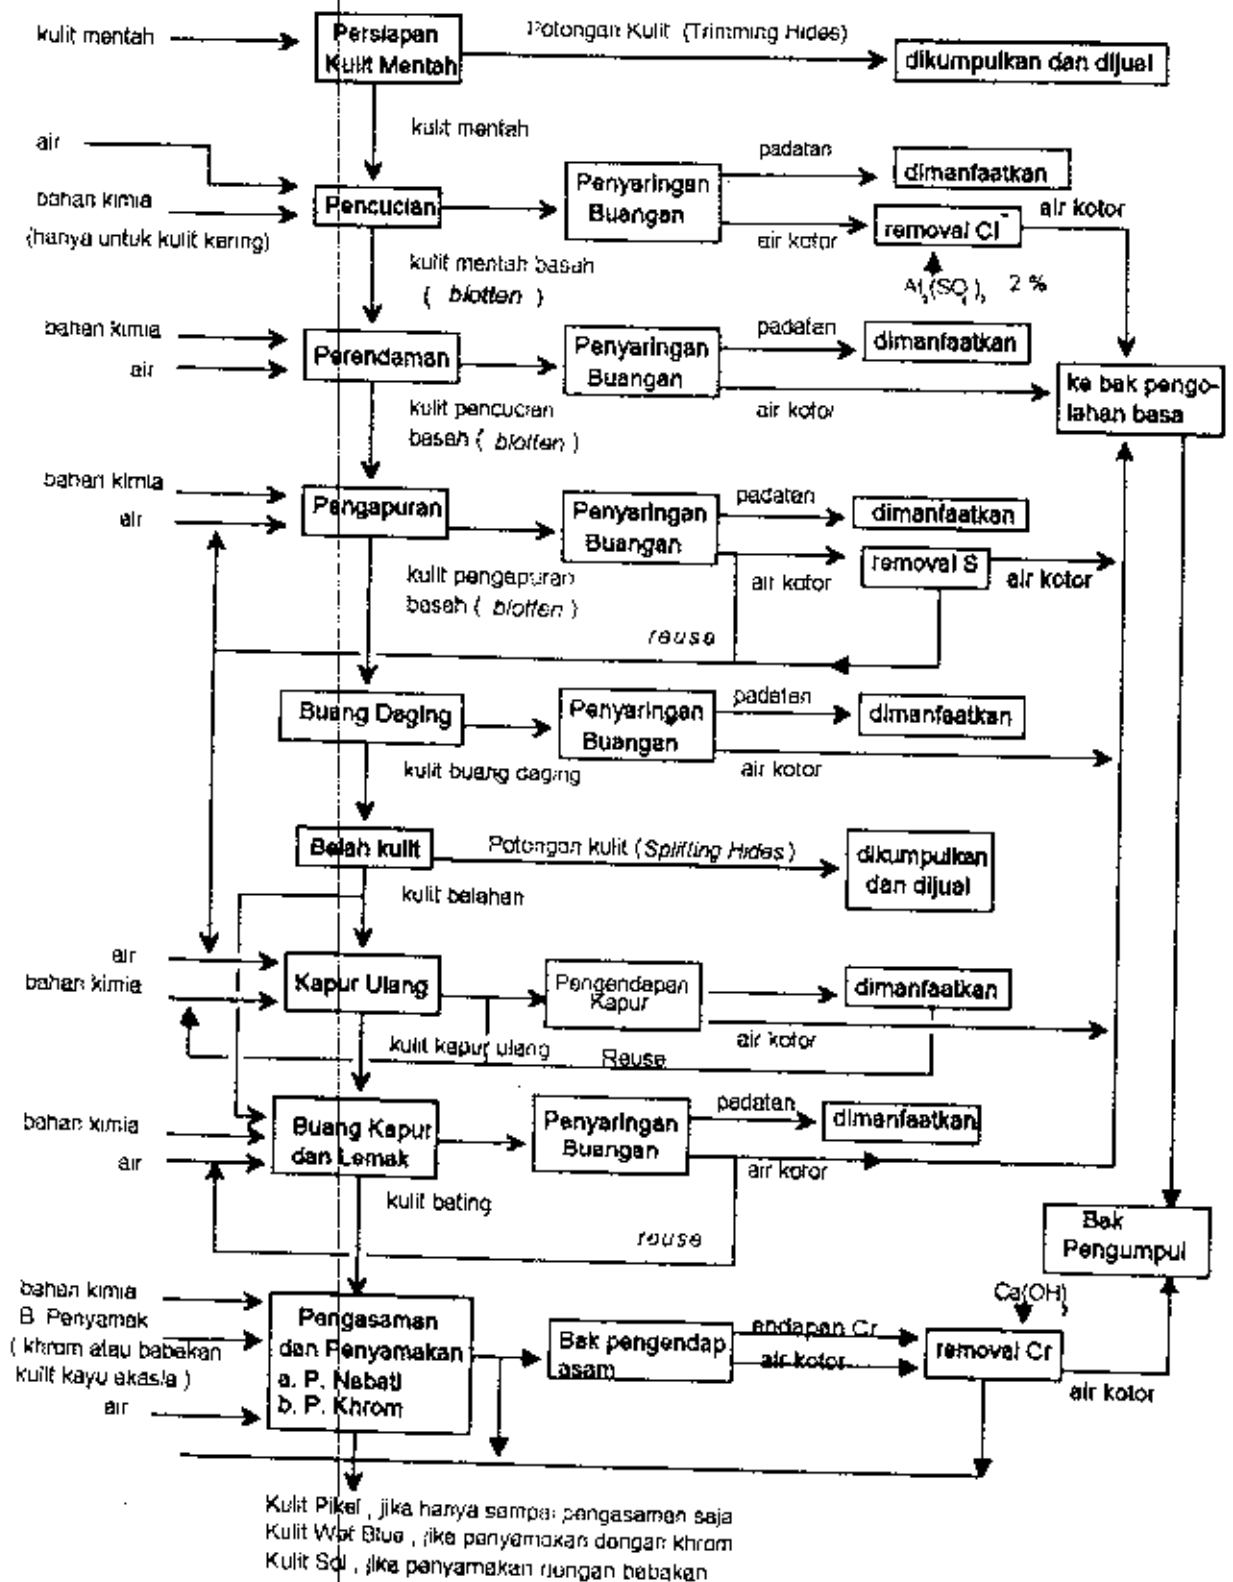 kulit mentah
Persiapan
Kulit Mentah
Potongan Kulit (Trimming Hides)
dikumpulkan dan dijual
kulit mentah
air
bahan kimia
(hanya untuk kulit kering)
Pencucian
Penyaringan
Buangan
padatan
dimanfaatkan
air kotor
removal Cl⁻
air kotor
Al₂(SO₄)₃ 2 %
kulit mentah basah
( blotten )
bahan kimia
air
Perendaman
Penyaringan
Buangan
padatan
dimanfaatkan
air kotor
ke bak pengo-
lahan basa
kulit pencucian
basah ( blotten )
bahan kimia
air
Pengapuran
Penyaringan
Buangan
padatan
dimanfaatkan
air kotor
removal S
air kotor
kulit pengapuran
basah ( blotten )
reuse
Buang Daging
Penyaringan
Buangan
padatan
dimanfaatkan
air kotor
kulit buang daging
Belah kulit
Potongan kulit (Splitting Hides)
dikumpulkan
dan dijual
kulit belahan
air
bahan kimia
Kapur Ulang
Pengendapan
Kapur
dimanfaatkan
air kotor
kulit kapur ulang
Reuse
bahan kimia
air
Buang Kapur
dan Lemak
Penyaringan
Buangan
padatan
dimanfaatkan
air kotor
kulit bating
reuse
Bak
Pengumpul
bahan kimia
B. Penyamak
( khrom atau babakan
kulit kayu akasia )
air
Pengasaman
dan Penyamakan
a. P. Nabati
b. P. Khrom
Bak pengendap
asam
endapan Cr
air kotor
Ca(OH)₂
removal Cr
air kotor
Kulit Pikel , jika hanya sampai pengasaman saja
Kulit Wet Blue , jika penyamakan dengan khrom
Kulit Sol , jika penyamakan dengan babakan